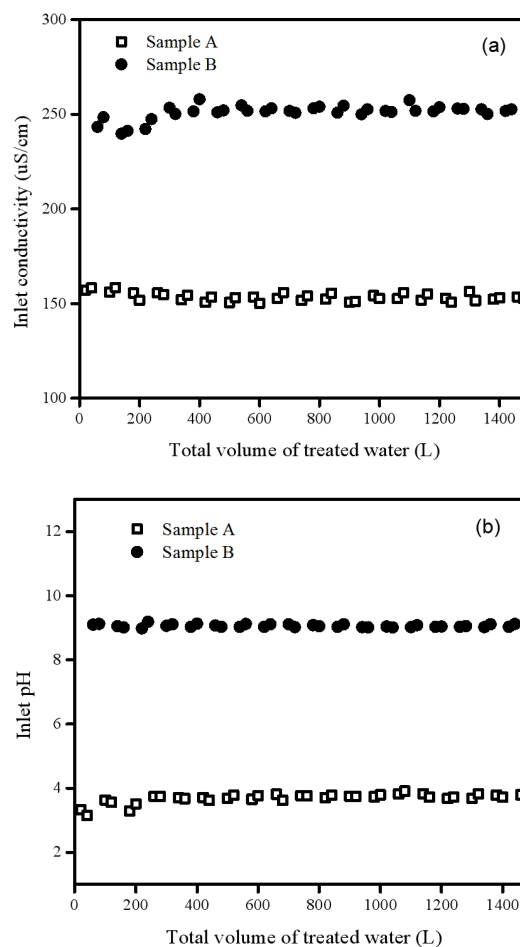 300
Sample A
Sample B
(a)
250
200
150
100
Inlet conductivity (uS/cm)
0 200 400 600 800 1000 1200 1400
Total volume of treated water (L)
12
Sample A
Sample B
(b)
10
8
6
4
2
Inlet pH
0 200 400 600 800 1000 1200 1400
Total volume of treated water (L)